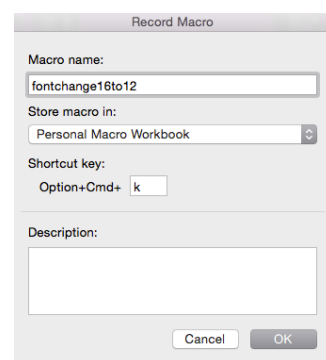 Record Macro
Macro name:
fontchange16to12
Store macro in:
Personal Macro Workbook
Shortcut key:
Option+Cmd+ k
Description:
Cancel OK